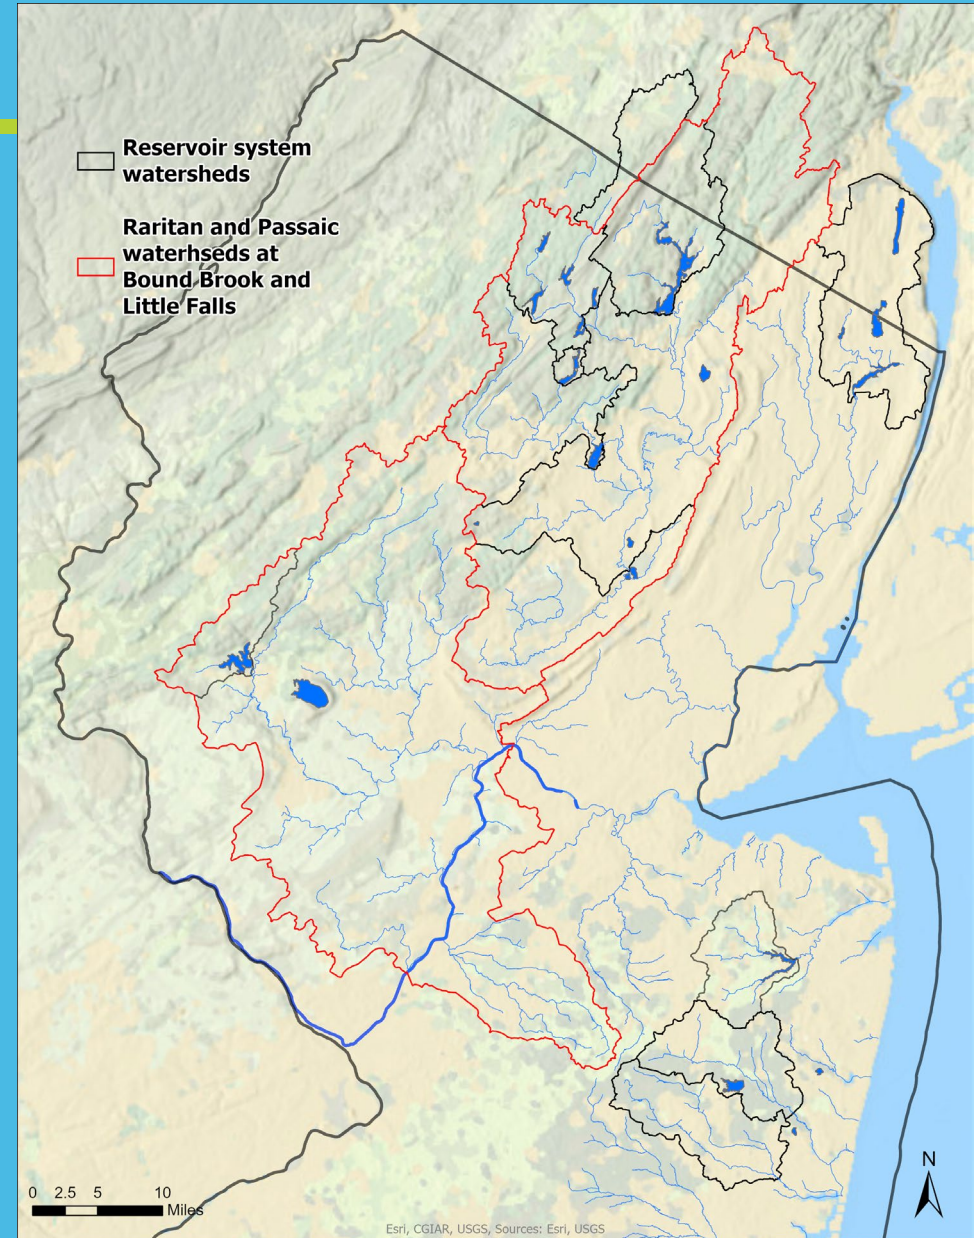 Reservoir system
watersheds
Raritan and Passaic
waterhseds at
Bound Brook and
Little Falls
N
0 2.5 5 10
Miles
Esri, CGIAR, USGS, Sources: Esri, USGS